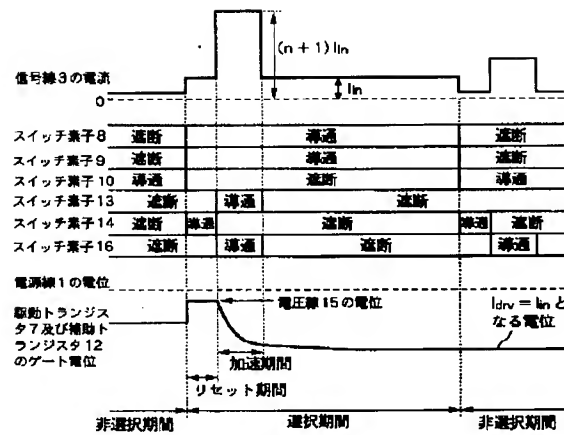 (n+1) Iin
信号線3の電流
Iin
0
スイッチ素子8 遮断 導通 遮断
スイッチ素子9 遮断 導通 遮断
スイッチ素子10 導通 遮断 導通
スイッチ素子13 遮断 導通 遮断
スイッチ素子14 遮断 導通 遮断 導通 遮断
スイッチ素子16 遮断 導通 遮断 導通
電源線1の電位
電圧線15の電位
Idrv = Iin と
なる電位
駆動トランジス
タ7及び補助ト
ランジスタ12
のゲート電位
加速期間
リセット期間
非選択期間 選択期間 非選択期間